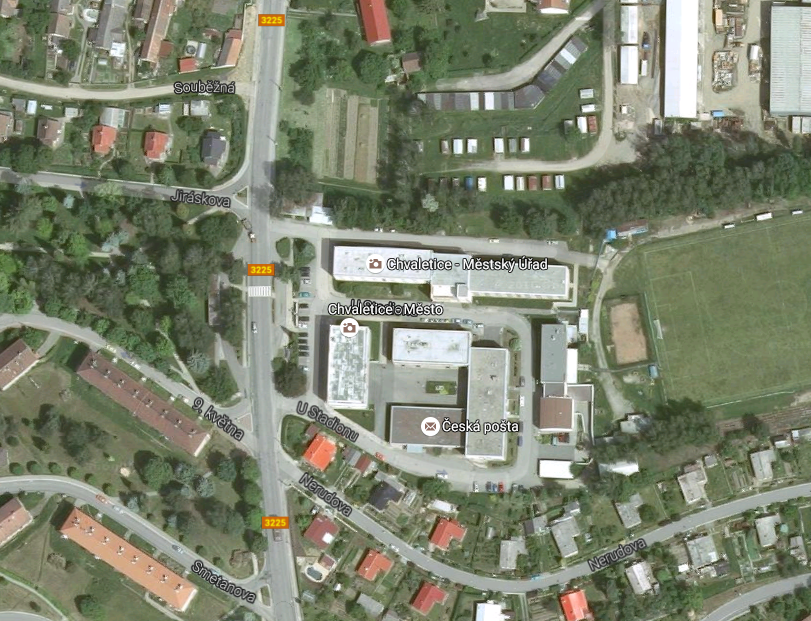 3225
Souběžná
Jiráskova
3225
Chvaletice - Městský Úřad
Chvaletice - Město
9. května
U Stadionu
Česká pošta
Nerudova
3225
Nerudova
Smetanova